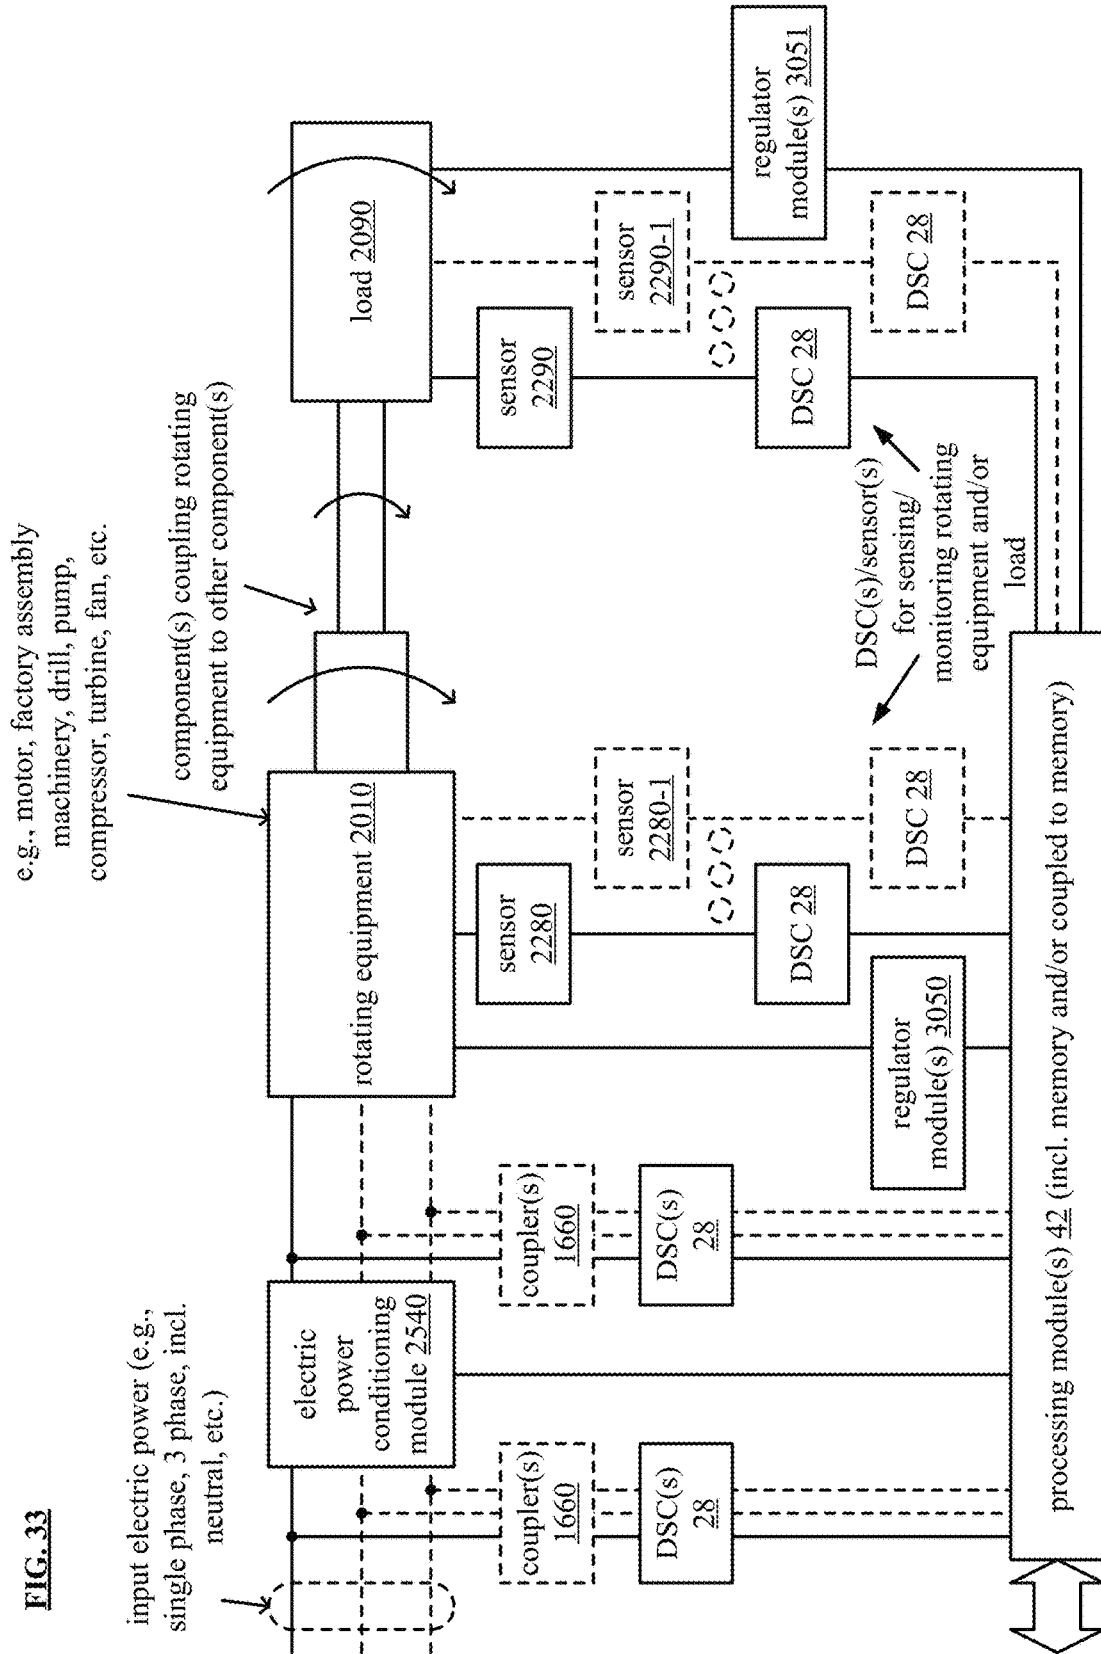 FIG. 33
input electric power (e.g.,
single phase, 3 phase, incl.
neutral, etc.)
e.g., motor, factory assembly
machinery, drill, pump,
compressor, turbine, fan, etc.
component(s) coupling rotating
equipment to other component(s)
electric
power
conditioning
module 2540
rotating equipment 2010
load 2090
coupler(s)
1660
DSC(s)
28
coupler(s)
1660
DSC(s)
28
regulator
module(s) 3050
sensor
2280
DSC 28
sensor
2280-1
DSC 28
DSC(s)/sensor(s)
for sensing/
monitoring rotating
equipment and/or
load
sensor
2290
DSC 28
sensor
2290-1
DSC 28
regulator
module(s) 3051
processing module(s) 42 (incl. memory and/or coupled to memory)